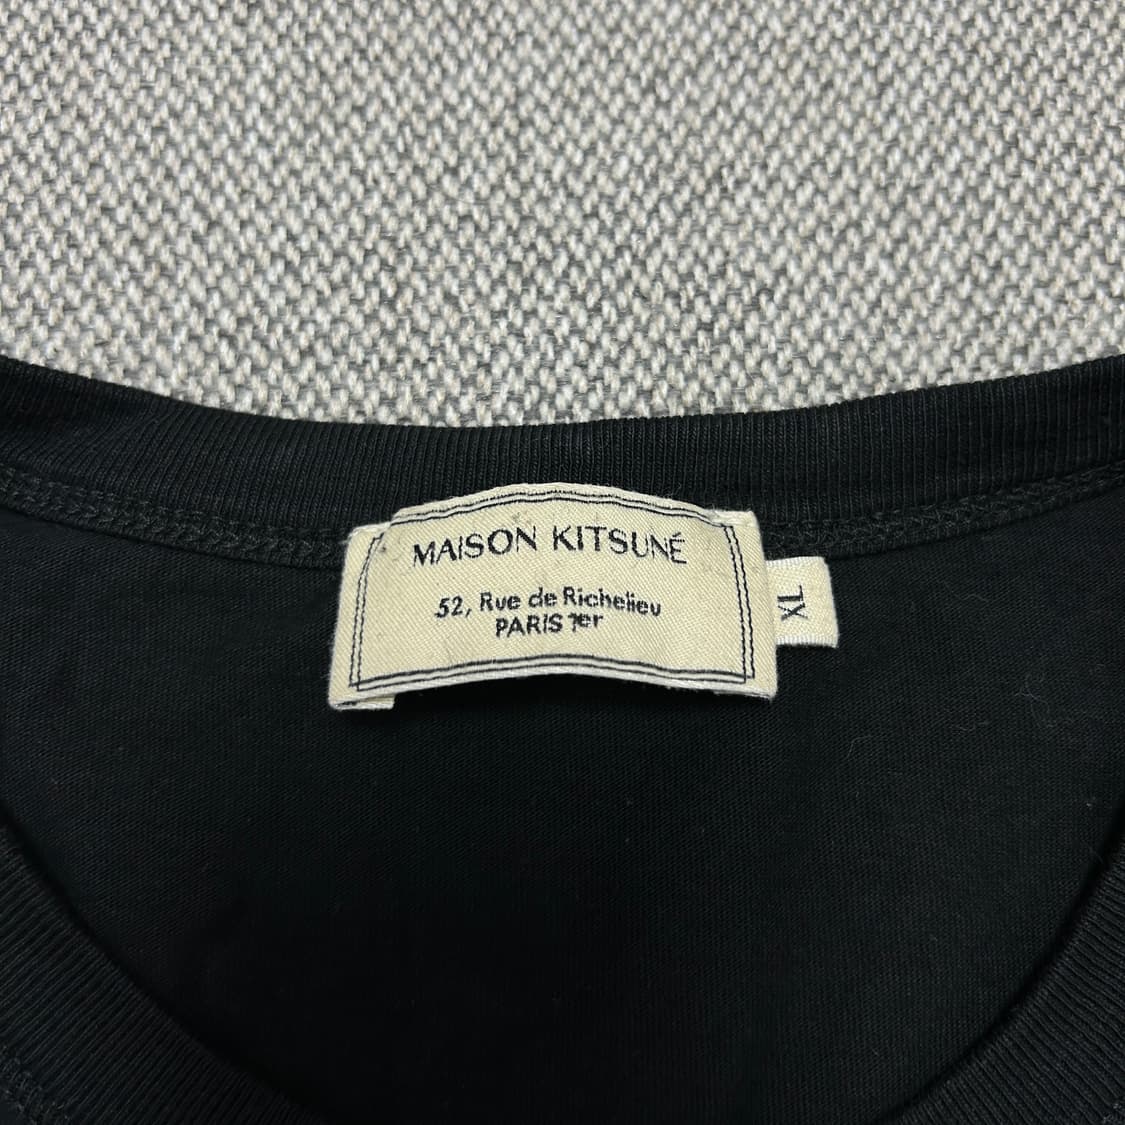 MAISON KITSUNÉ
52, Rue de Richelieu
PARIS 1er
XL